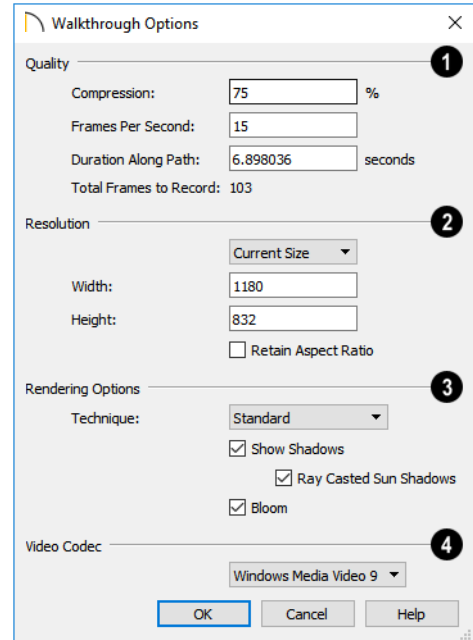 Walkthrough Options
Quality 1
Compression: 75 %
Frames Per Second: 15
Duration Along Path: 6.898036 seconds
Total Frames to Record: 103
Resolution 2
Current Size
Width: 1180
Height: 832
Retain Aspect Ratio
Rendering Options 3
Technique: Standard
Show Shadows
Ray Casted Sun Shadows
Bloom
Video Codec 4
Windows Media Video 9
OK Cancel Help